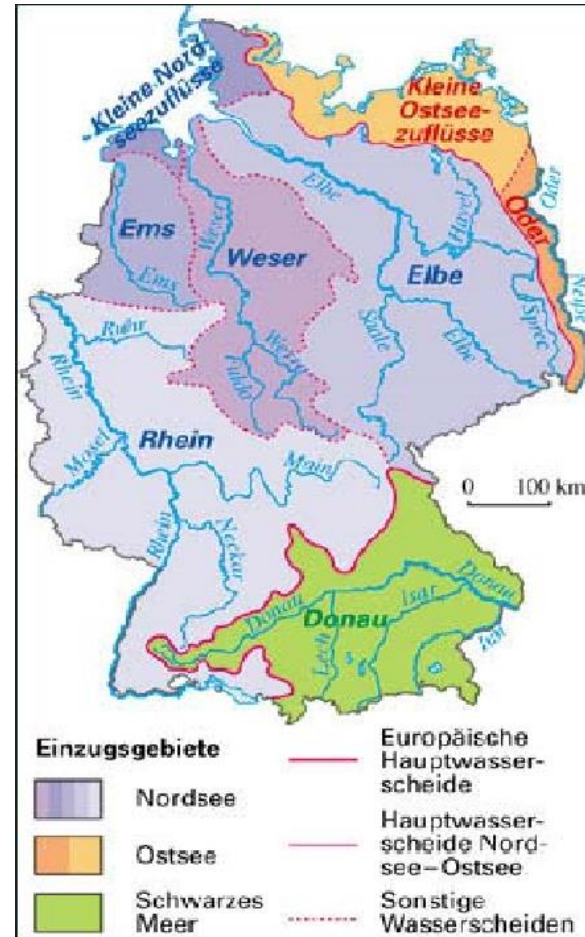 Kleine Nord-
seezuflüsse
Kleine
Ostsee-
zuflüsse
Elbe
Havel
Oder
Oder
Neiße
Ems
Weser
Weser
Elbe
Ems
Spree
Saale
Elbe
Ruhr
Werra
Fulda
Rhein
Rhein
Mosel
Main
0 100 km
Rhein
Neckar
Donau
Donau
Isar
Donau
Lech
Inn
Einzugsgebiete
Nordsee
Ostsee
Schwarzes
Meer
Europäische
Hauptwasser-
scheide
Hauptwasser-
scheide Nord-
see–Ostsee
Sonstige
Wasserscheiden